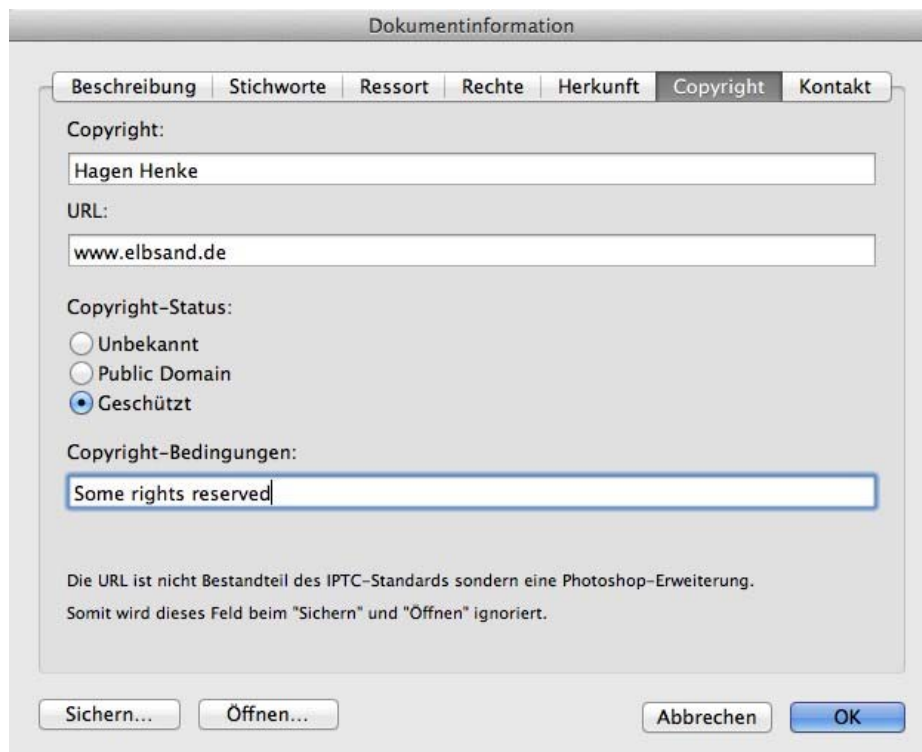 Dokumentinformation
Beschreibung Stichworte Ressort Rechte Herkunft Copyright Kontakt
Copyright:
Hagen Henke
URL:
www.elbsand.de
Copyright-Status:
Unbekannt
Public Domain
Geschützt
Copyright-Bedingungen:
Some rights reserved
Die URL ist nicht Bestandteil des IPTC-Standards sondern eine Photoshop-Erweiterung.
Somit wird dieses Feld beim "Sichern" und "Öffnen" ignoriert.
Sichern... Öffnen... Abbrechen OK